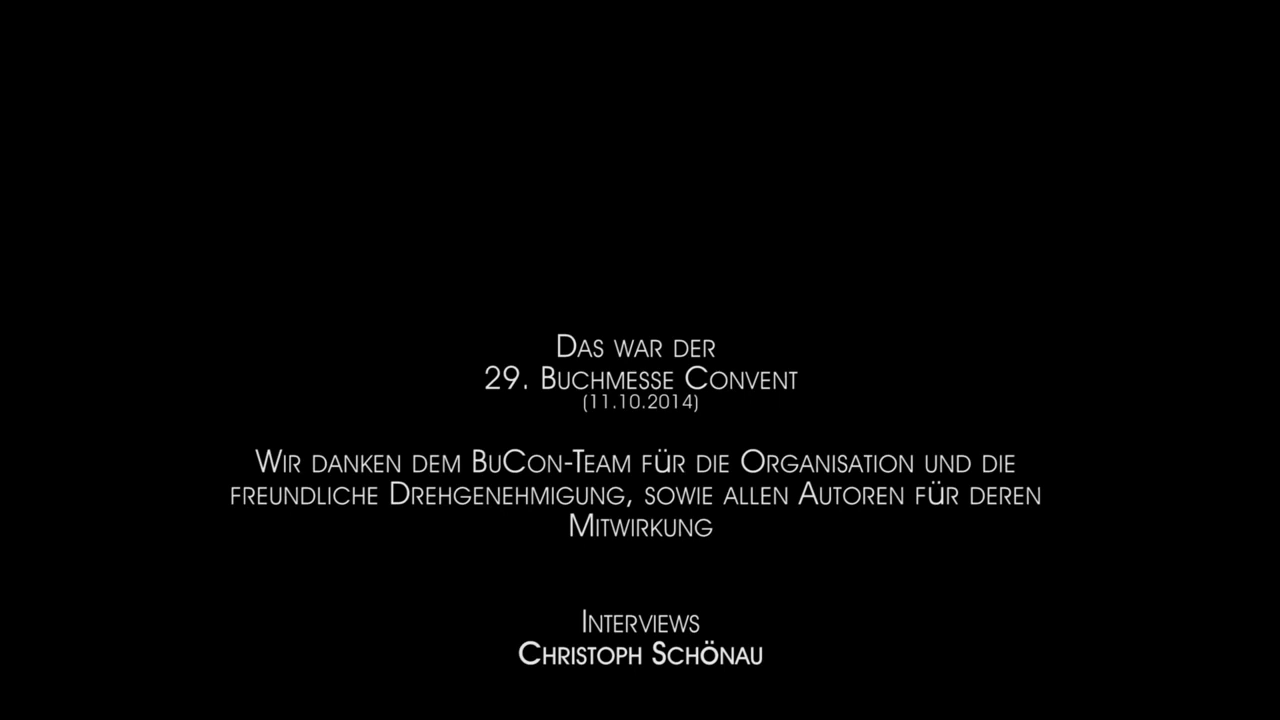 Das war der
29. Buchmesse Convent
(11.10.2014)
Wir danken dem BuCon-Team für die Organisation und die
freundliche Drehgenehmigung, sowie allen Autoren für deren
Mitwirkung
Interviews
Christoph Schönau